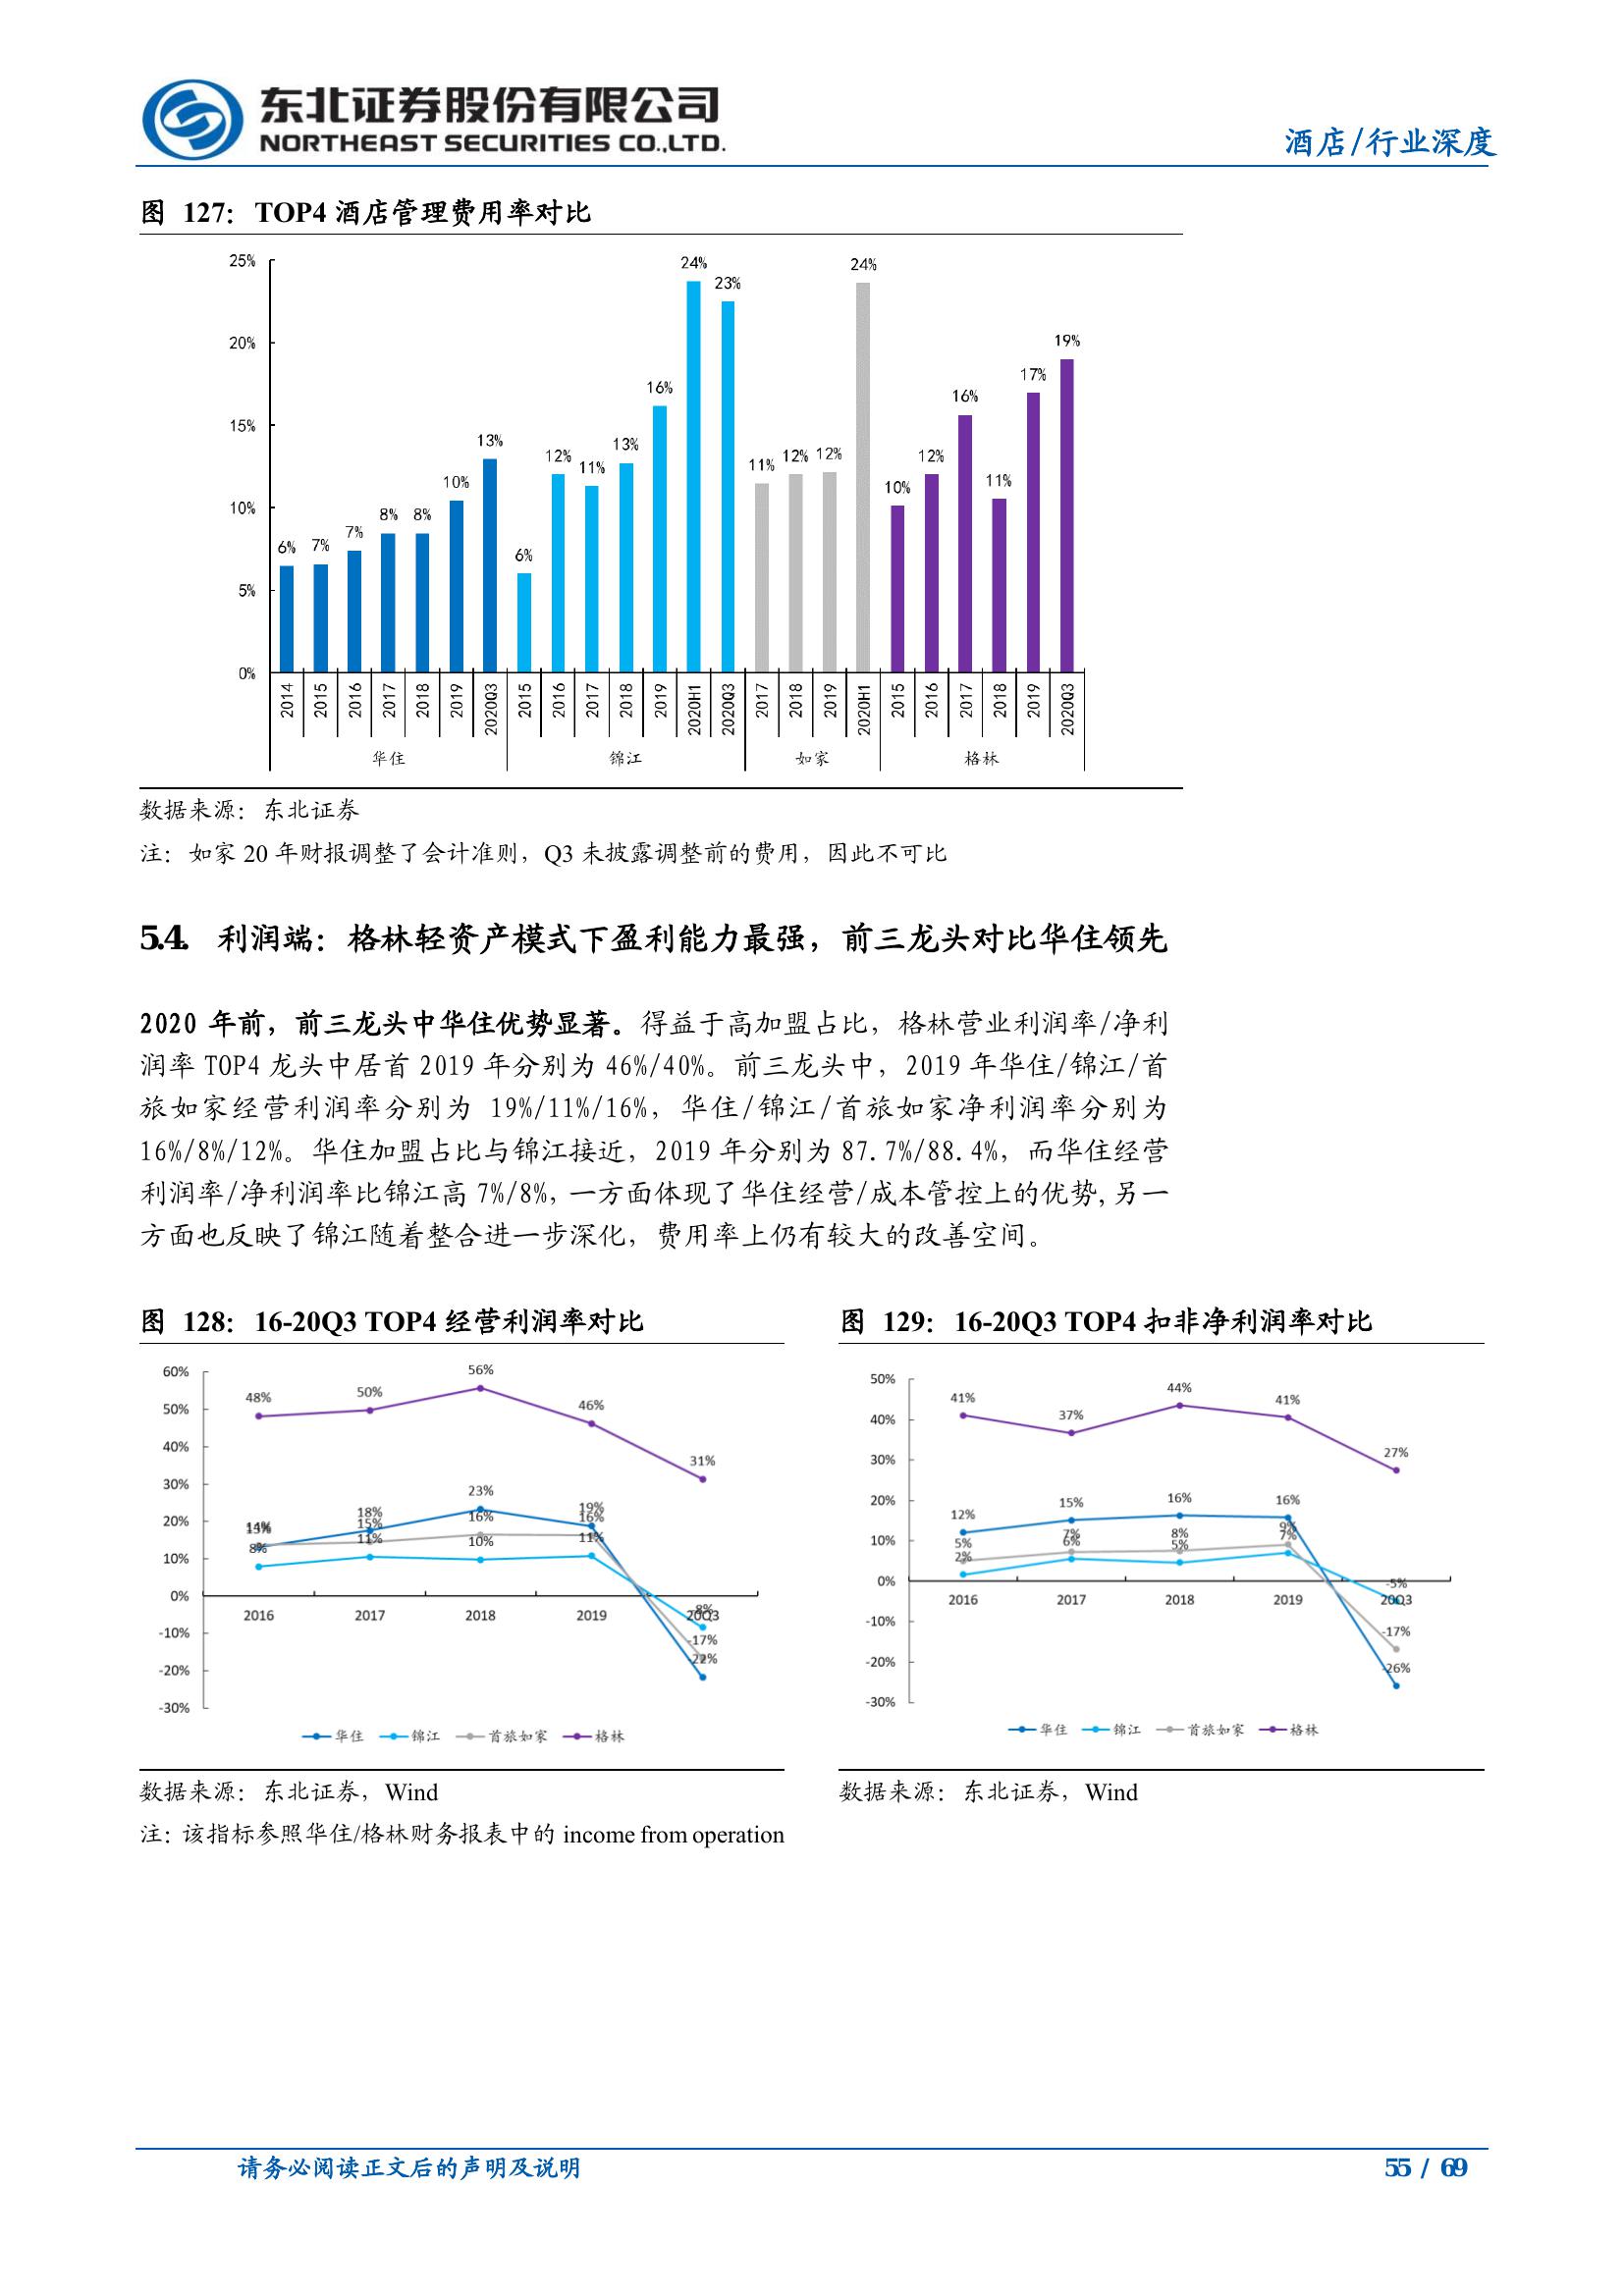 东北证券股份有限公司
NORTHEAST SECURITIES CO.,LTD.
酒店/行业深度
图 127：TOP4 酒店管理费用率对比
25%
20%
15%
10%
5%
0%
6% 7% 7% 8% 8% 10% 13%
6% 12% 11% 13% 16% 24% 23%
11% 12% 12% 24%
10% 12% 16% 11% 17% 19%
2014 2015 2016 2017 2018 2019 2020Q3
2015 2016 2017 2018 2019 2020H1 2020Q3
2017 2018 2019 2020H1
2015 2016 2017 2018 2019 2020Q3
华住 锦江 如家 格林
数据来源：东北证券
注：如家 20 年财报调整了会计准则，Q3 未披露调整前的费用，因此不可比
5.4. 利润端：格林轻资产模式下盈利能力最强，前三龙头对比华住领先
2020 年前，前三龙头中华住优势显著。得益于高加盟占比，格林营业利润率/净利
润率 TOP4 龙头中居首 2019 年分别为 46%/40%。前三龙头中，2019 年华住/锦江/首
旅如家经营利润率分别为 19%/11%/16%，华住/锦江/首旅如家净利润率分别为
16%/8%/12%。华住加盟占比与锦江接近，2019 年分别为 87.7%/88.4%，而华住经营
利润率/净利润率比锦江高 7%/8%，一方面体现了华住经营/成本管控上的优势,另一
方面也反映了锦江随着整合进一步深化，费用率上仍有较大的改善空间。
图 128：16-20Q3 TOP4 经营利润率对比
60%
50%
40%
30%
20%
10%
0%
-10%
-20%
-30%
48% 50% 56% 46% 31%
13% 18% 23% 19% -22%
14% 15% 16% 16% -17%
8% 11% 10% 11% -8%
2016 2017 2018 2019 20Q3
华住 锦江 首旅如家 格林
数据来源：东北证券，Wind
注：该指标参照华住/格林财务报表中的 income from operation
图 129：16-20Q3 TOP4 扣非净利润率对比
50%
40%
30%
20%
10%
0%
-10%
-20%
-30%
41% 37% 44% 41% 27%
12% 15% 16% 16% -26%
5% 7% 8% 9% -17%
2% 6% 5% 7% -5%
2016 2017 2018 2019 20Q3
华住 锦江 首旅如家 格林
数据来源：东北证券，Wind
请务必阅读正文后的声明及说明
55 / 69